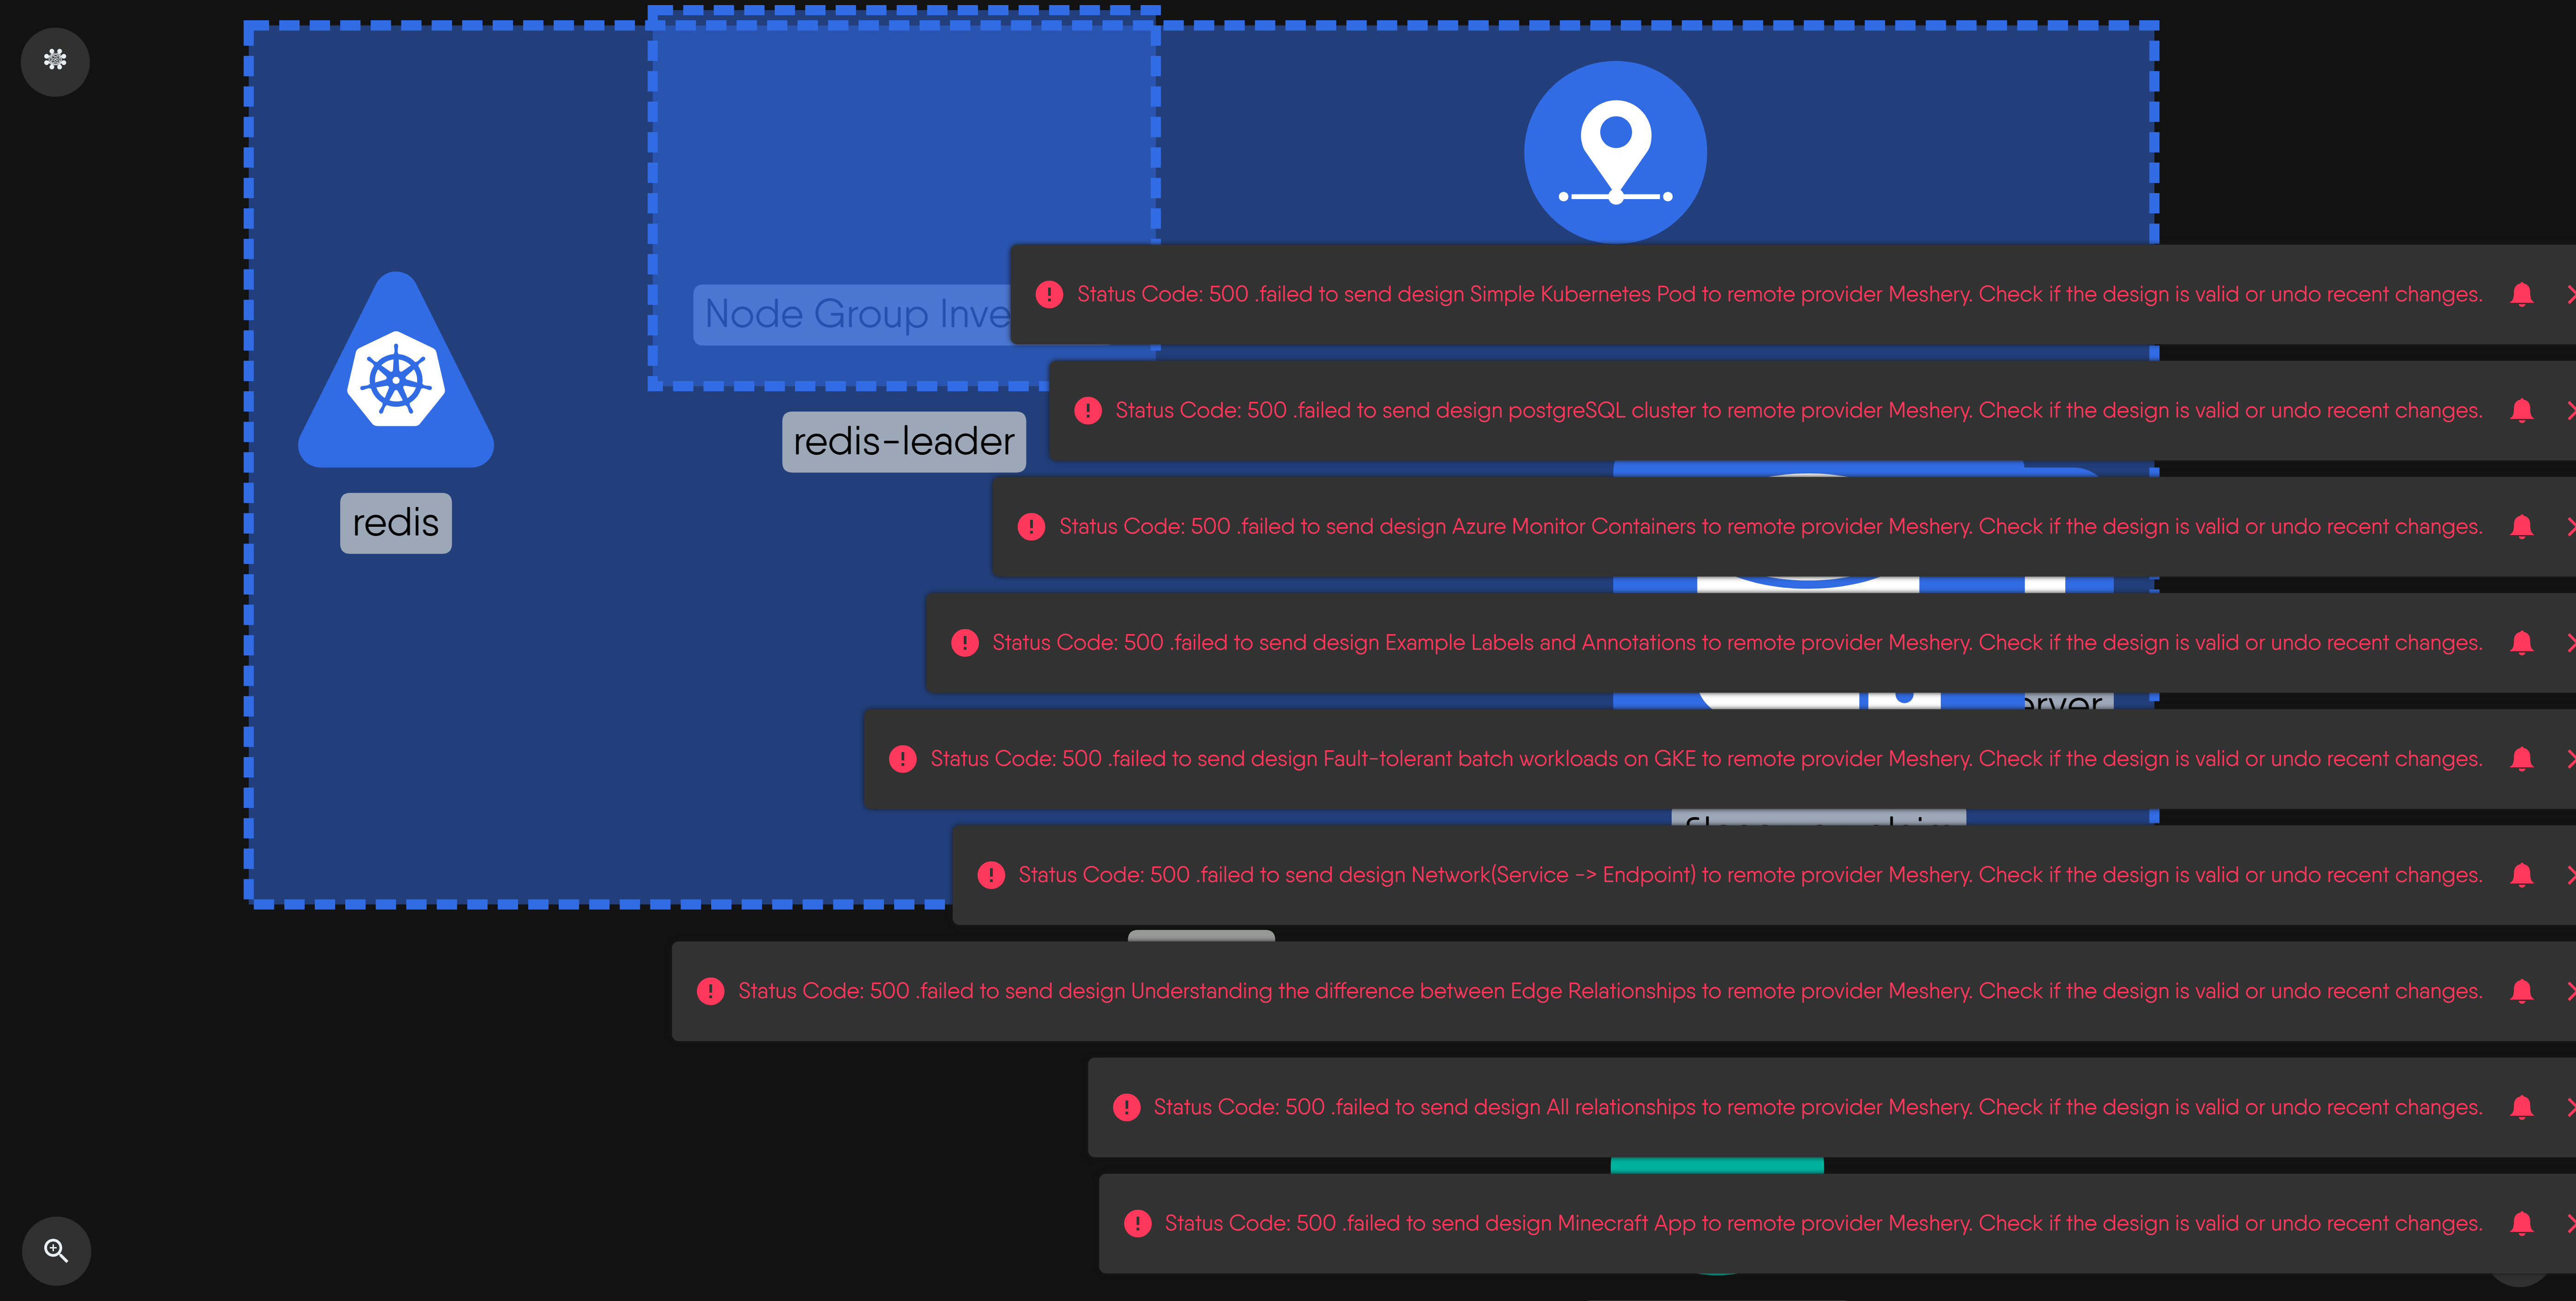 Status Code: 500 .failed to send design Simple Kubernetes Pod to remote provider Meshery. Check if the design is valid or undo recent changes.
Node Group
Status Code: 500 .failed to send design postgreSQL cluster to remote provider Meshery. Check if the design is valid or undo recent changes.
redis-leader
redis
Status Code: 500 .failed to send design Azure Monitor Containers to remote provider Meshery. Check if the design is valid or undo recent changes.
Status Code: 500 .failed to send design Example Labels and Annotations to remote provider Meshery. Check if the design is valid or undo recent changes.
Status Code: 500 .failed to send design Fault-tolerant batch workloads on GKE to remote provider Meshery. Check if the design is valid or undo recent changes.
Status Code: 500 .failed to send design Network(Service -> Endpoint) to remote provider Meshery. Check if the design is valid or undo recent changes.
Status Code: 500 .failed to send design Understanding the difference between Edge Relationships to remote provider Meshery. Check if the design is valid or undo recent changes.
Status Code: 500 .failed to send design All relationships to remote provider Meshery. Check if the design is valid or undo recent changes.
Status Code: 500 .failed to send design Minecraft App to remote provider Meshery. Check if the design is valid or undo recent changes.